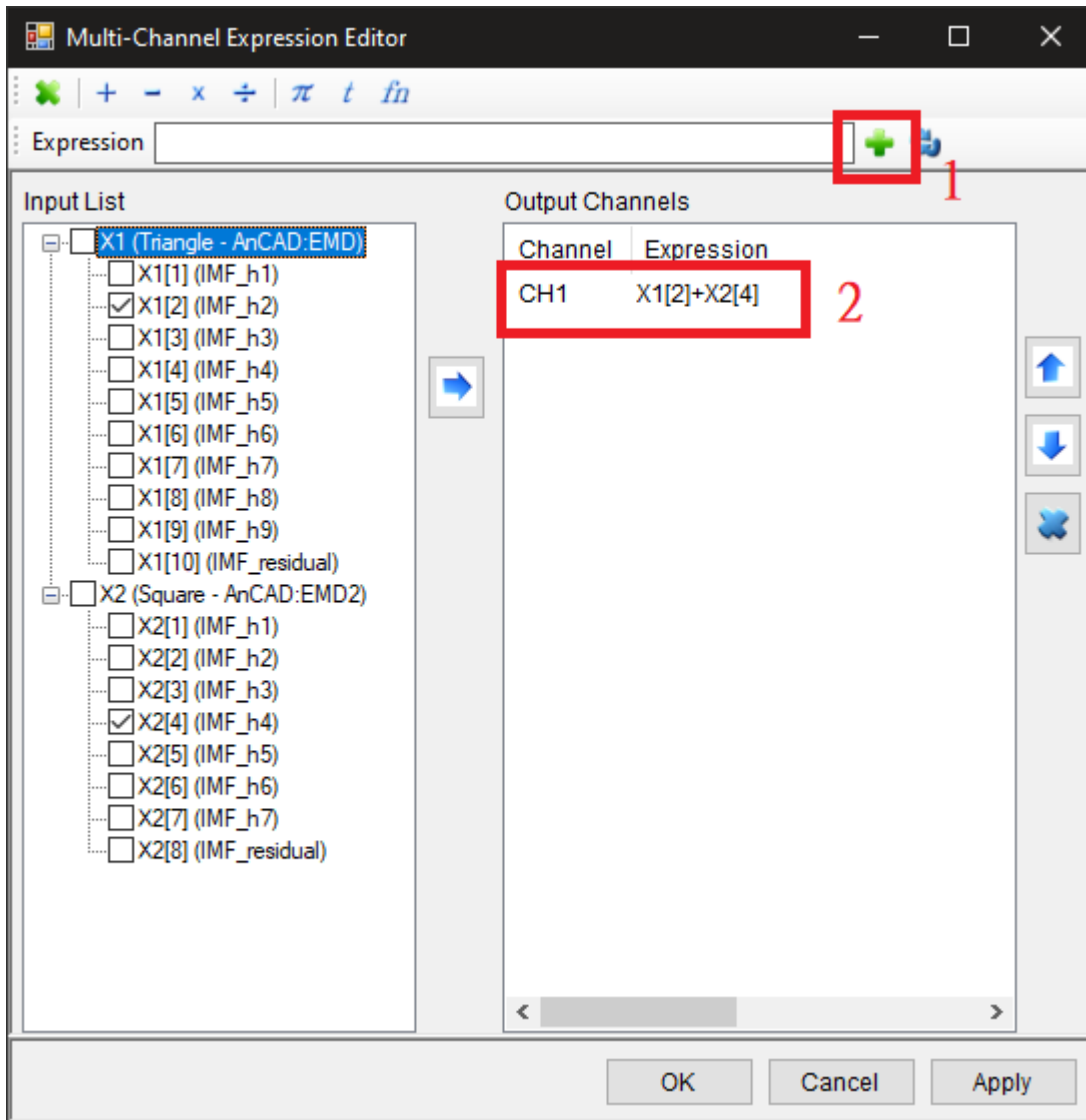 Multi-Channel Expression Editor
+ - x ÷ π t fn
Expression
1
Input List
X1 (Triangle - AnCAD:EMD)
X1[1] (IMF_h1)
X1[2] (IMF_h2)
X1[3] (IMF_h3)
X1[4] (IMF_h4)
X1[5] (IMF_h5)
X1[6] (IMF_h6)
X1[7] (IMF_h7)
X1[8] (IMF_h8)
X1[9] (IMF_h9)
X1[10] (IMF_residual)
X2 (Square - AnCAD:EMD2)
X2[1] (IMF_h1)
X2[2] (IMF_h2)
X2[3] (IMF_h3)
X2[4] (IMF_h4)
X2[5] (IMF_h5)
X2[6] (IMF_h6)
X2[7] (IMF_h7)
X2[8] (IMF_residual)
Output Channels
Channel Expression
CH1 X1[2]+X2[4]
2
OK Cancel Apply